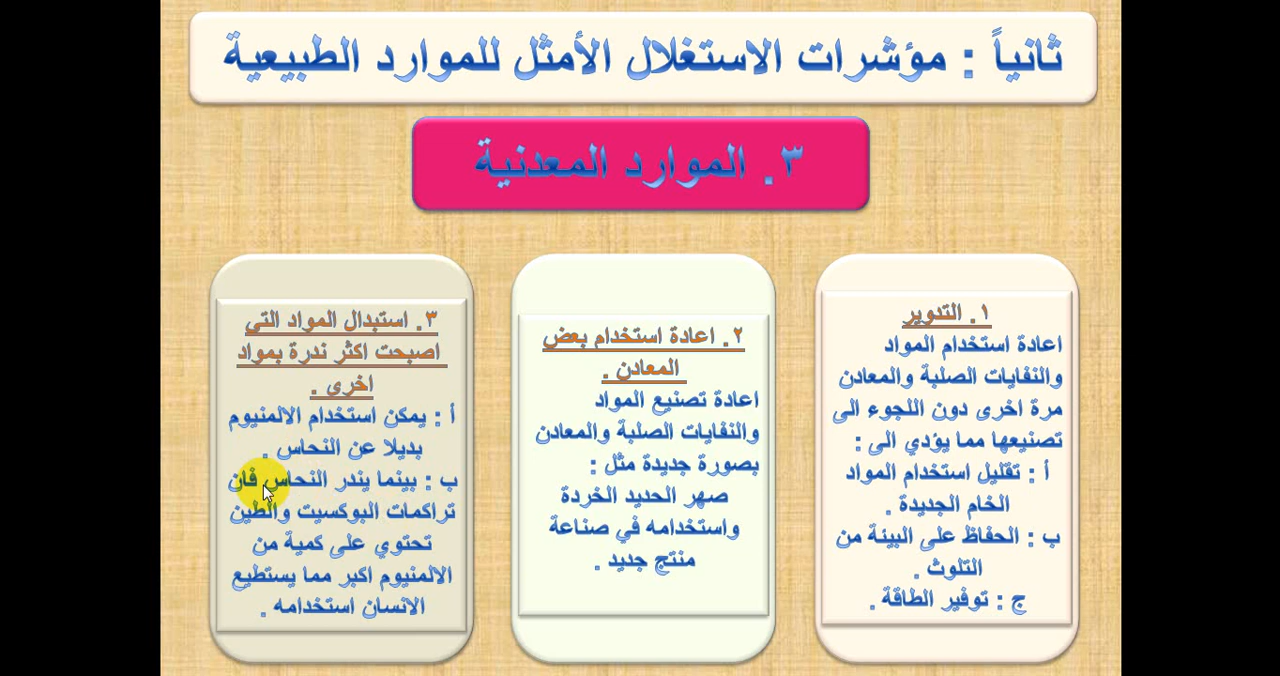 ثانياً : مؤشرات الاستغلال الأمثل للموارد الطبيعية
٣. الموارد المعدنية
١. التدوير
اعادة استخدام المواد
والنفايات الصلبة والمعادن
مرة اخرى دون اللجوء الى
تصنيعها مما يؤدي الى :
أ : تقليل استخدام المواد
الخام الجديدة .
ب : الحفاظ على البيئة من
التلوث .
ج : توفير الطاقة .
٢. اعادة استخدام بعض
المعادن .
اعادة تصنيع المواد
والنفايات الصلبة والمعادن
بصورة جديدة مثل :
صهر الحديد الخردة
واستخدامه في صناعة
منتج جديد .
٣. استبدال المواد التي
اصبحت اكثر ندرة بمواد
اخرى .
أ : يمكن استخدام الالمنيوم
بديلا عن النحاس .
ب : بينما يندر النحاس فان
تراكمات البوكسيت والطين
تحتوي على كمية من
الالمنيوم اكبر مما يستطيع
الانسان استخدامه .